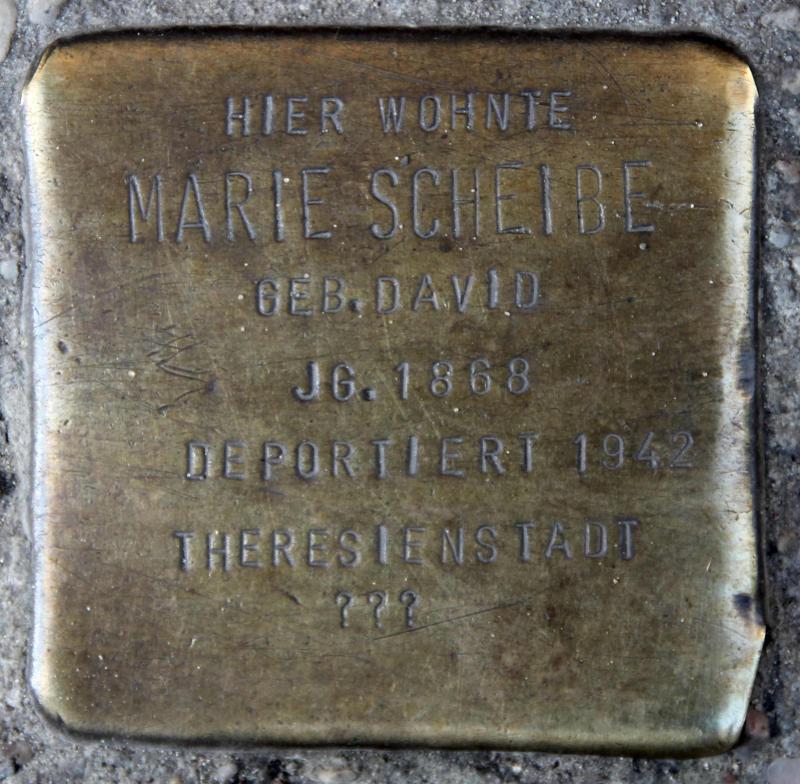 HIER WOHNTE
MARIE SCHEIBE
GEB. DAVID
JG. 1868
DEPORTIERT 1942
THERESIENSTADT
???